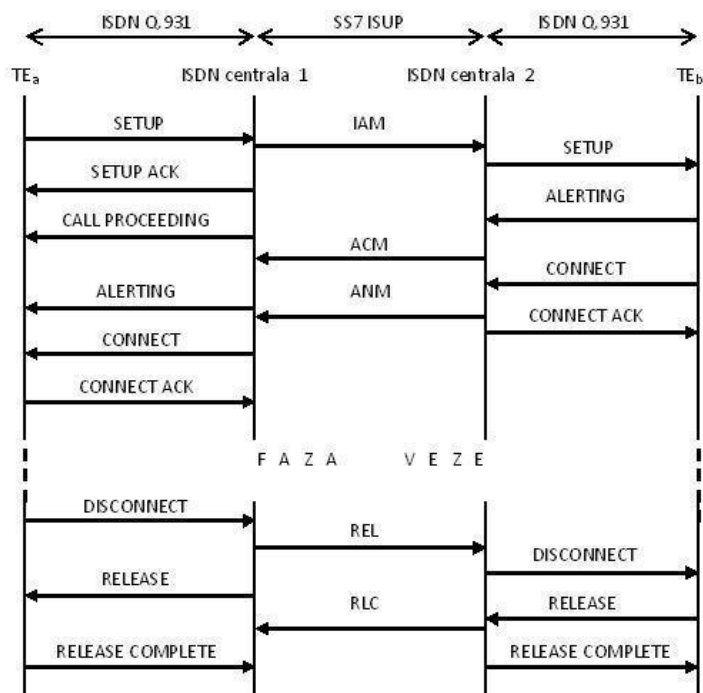 ISDN Q.931 SS7 ISUP ISDN Q.931
TEa ISDN centrala 1 ISDN centrala 2 TEb
SETUP IAM
SETUP
SETUP ACK
ALERTING
CALL PROCEEDING
ACM
CONNECT
ALERTING ANM
CONNECT ACK
CONNECT
CONNECT ACK
F A Z A V E Z E
DISCONNECT
REL
DISCONNECT
RELEASE RLC RELEASE
RELEASE COMPLETE RELEASE COMPLETE